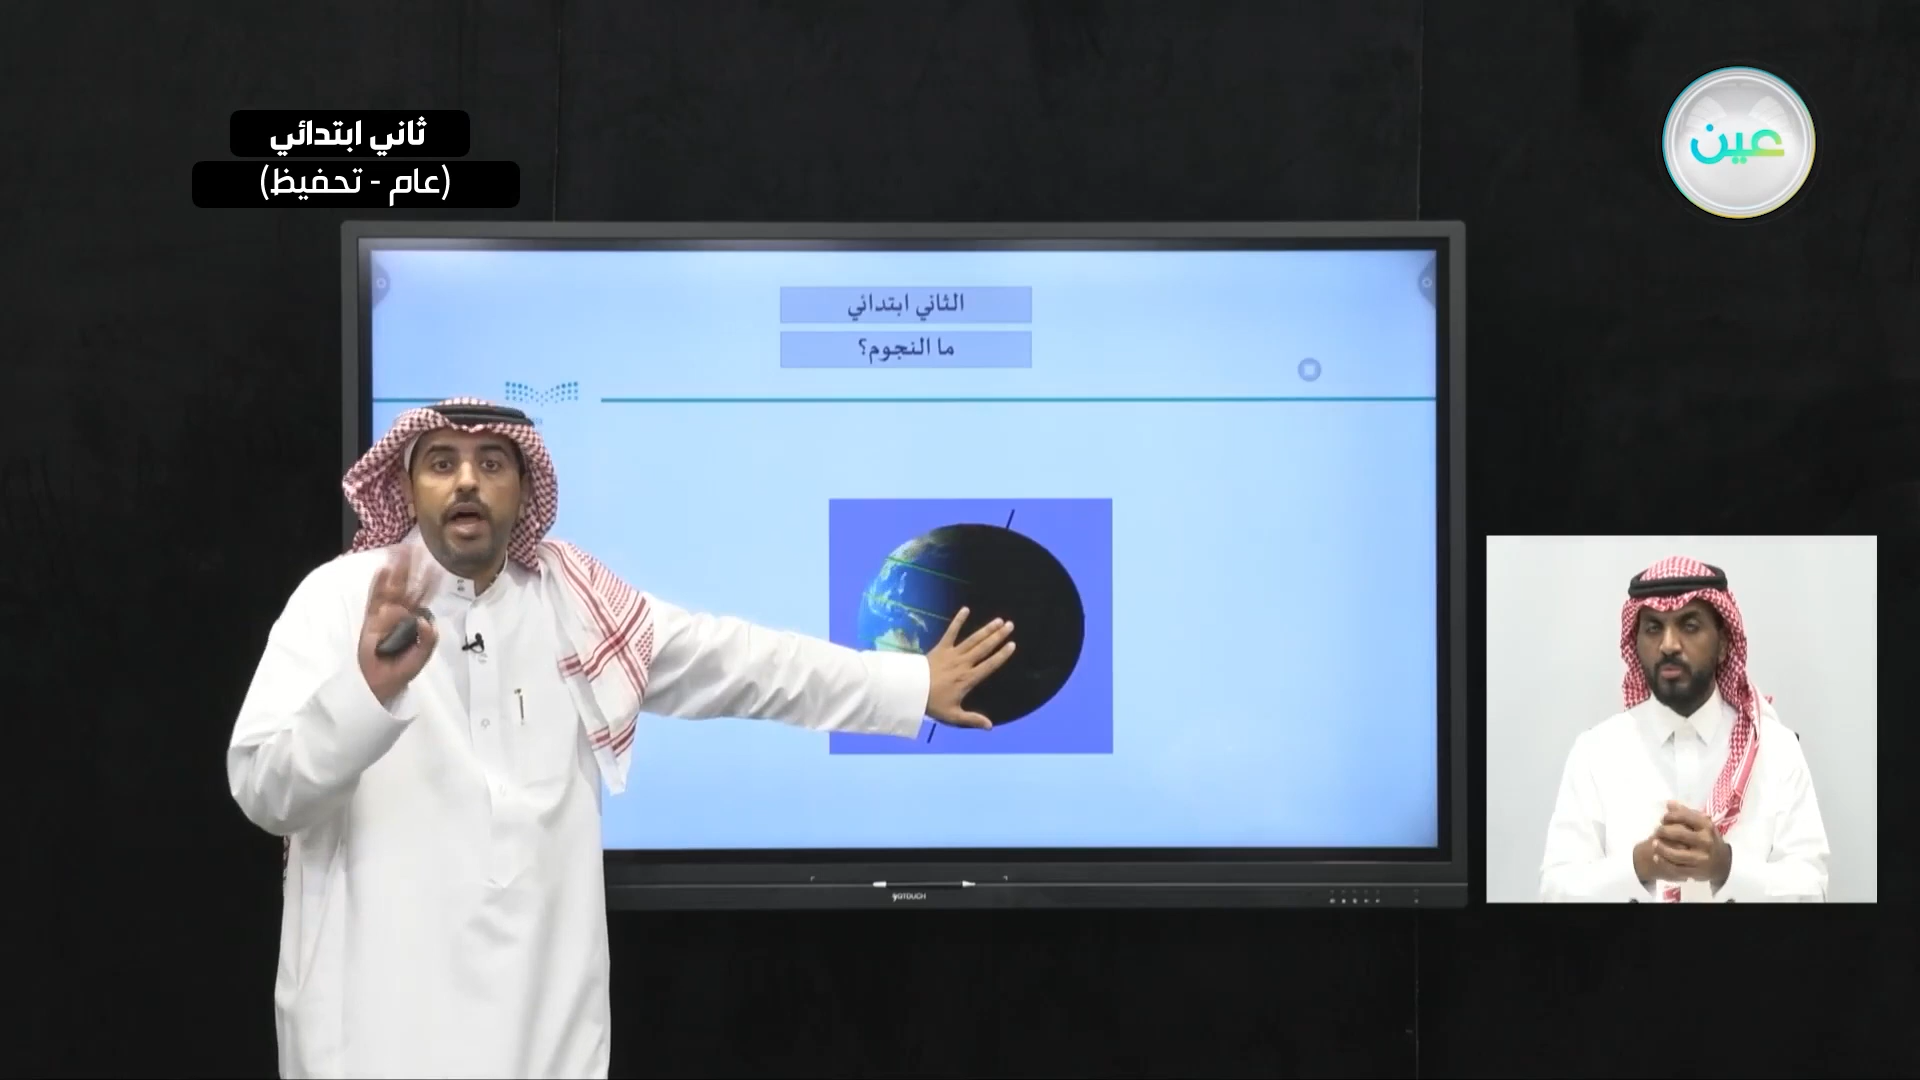 ثاني ابتدائي
(عام - تحفيظ)
عين
الثاني ابتدائي
ما النجوم؟